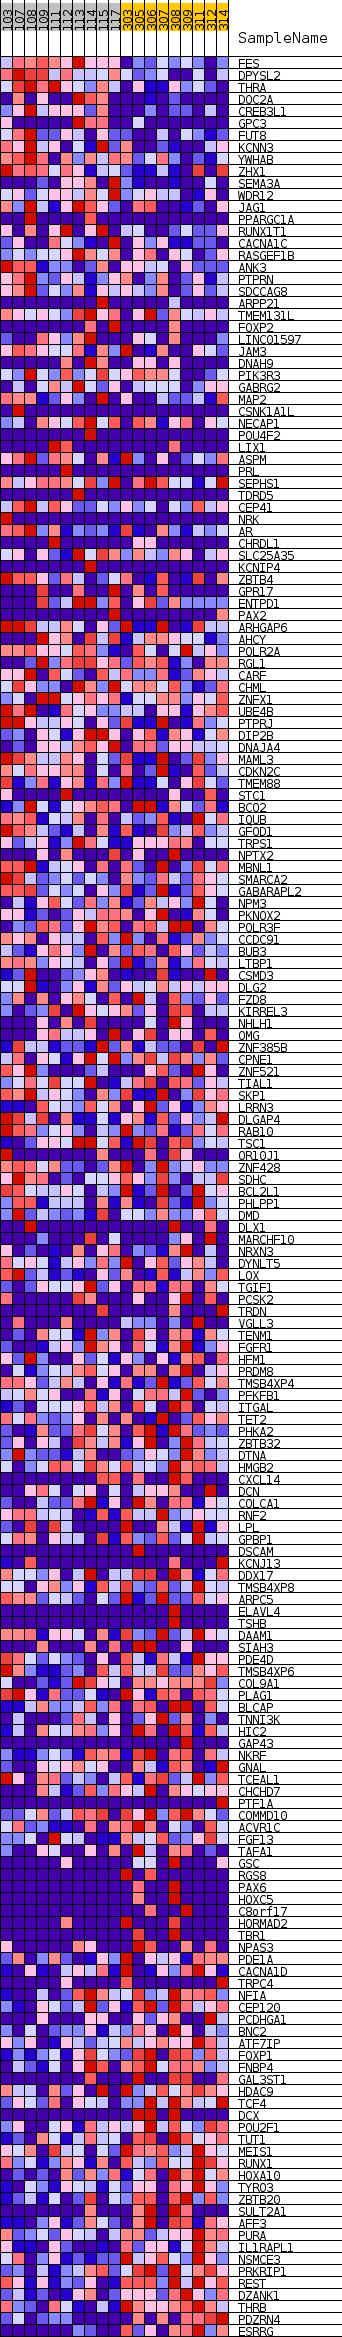 103 107 108 109 111 112 113 114 115 117 303 305 306 307 308 309 311 312 314
SampleName
FES
DPYSL2
THRA
DOC2A
CREB3L1
GPC3
FUT8
KCNN3
YWHAB
ZHX1
SEMA3A
WDR12
JAG1
PPARGC1A
RUNX1T1
CACNA1C
RASGEF1B
ANK3
PTPRN
SDCCAG8
ARPP21
TMEM131L
FOXP2
LINC01597
JAM3
DNAH9
PIK3R3
GABRG2
MAP2
CSNK1A1L
NECAP1
POU4F2
LIX1
ASPM
PRL
SEPHS1
TDRD5
CEP41
NRK
AR
CHRDL1
SLC25A35
KCNIP4
ZBTB4
GPR17
ENTPD1
PAX2
ARHGAP6
AHCY
POLR2A
RGL1
CARF
CHML
ZNFX1
UBE4B
PTPRJ
DIP2B
DNAJA4
MAML3
CDKN2C
TMEM88
STC1
BCO2
IQUB
GFOD1
TRPS1
NPTX2
MBNL1
SMARCA2
GABARAPL2
NPM3
PKNOX2
POLR3F
CCDC91
BUB3
LTBP1
CSMD3
DLG2
FZD8
KIRREL3
NHLH1
OMG
ZNF385B
CPNE1
ZNF521
TIAL1
SKP1
LRRN3
DLGAP4
RAB10
TSC1
OR10J1
ZNF428
SDHC
BCL2L1
PHLPP1
DMD
DLX1
MARCHF10
NRXN3
DYNLT5
LOX
TGIF1
PCSK2
TRDN
VGLL3
TENM1
FGFR1
HFM1
PRDM8
TMSB4XP4
PFKFB1
ITGAL
TET2
PHKA2
ZBTB32
DTNA
HMGB2
CXCL14
DCN
COLCA1
RNF2
LPL
GPBP1
DSCAM
KCNJ13
DDX17
TMSB4XP8
ARPC5
ELAVL4
TSHB
DAAM1
SIAH3
PDE4D
TMSB4XP6
COL9A1
PLAG1
BLCAP
TNNI3K
HIC2
GAP43
NKRF
GNAL
TCEAL1
CHCHD7
PTF1A
COMMD10
ACVR1C
FGF13
TAFA1
GSC
RGS8
PAX6
HOXC5
C8orf17
HORMAD2
TBR1
NPAS3
PDE1A
CACNA1D
TRPC4
NFIA
CEP120
PCDHGA1
BNC2
ATF7IP
FOXP1
FNBP4
GAL3ST1
HDAC9
TCF4
DCX
POU2F1
TUT1
MEIS1
RUNX1
HOXA10
TYRO3
ZBTB20
SULT2A1
AFF3
PURA
IL1RAPL1
NSMCE3
PRKRIP1
REST
DZANK1
THRB
PDZRN4
ESRRG